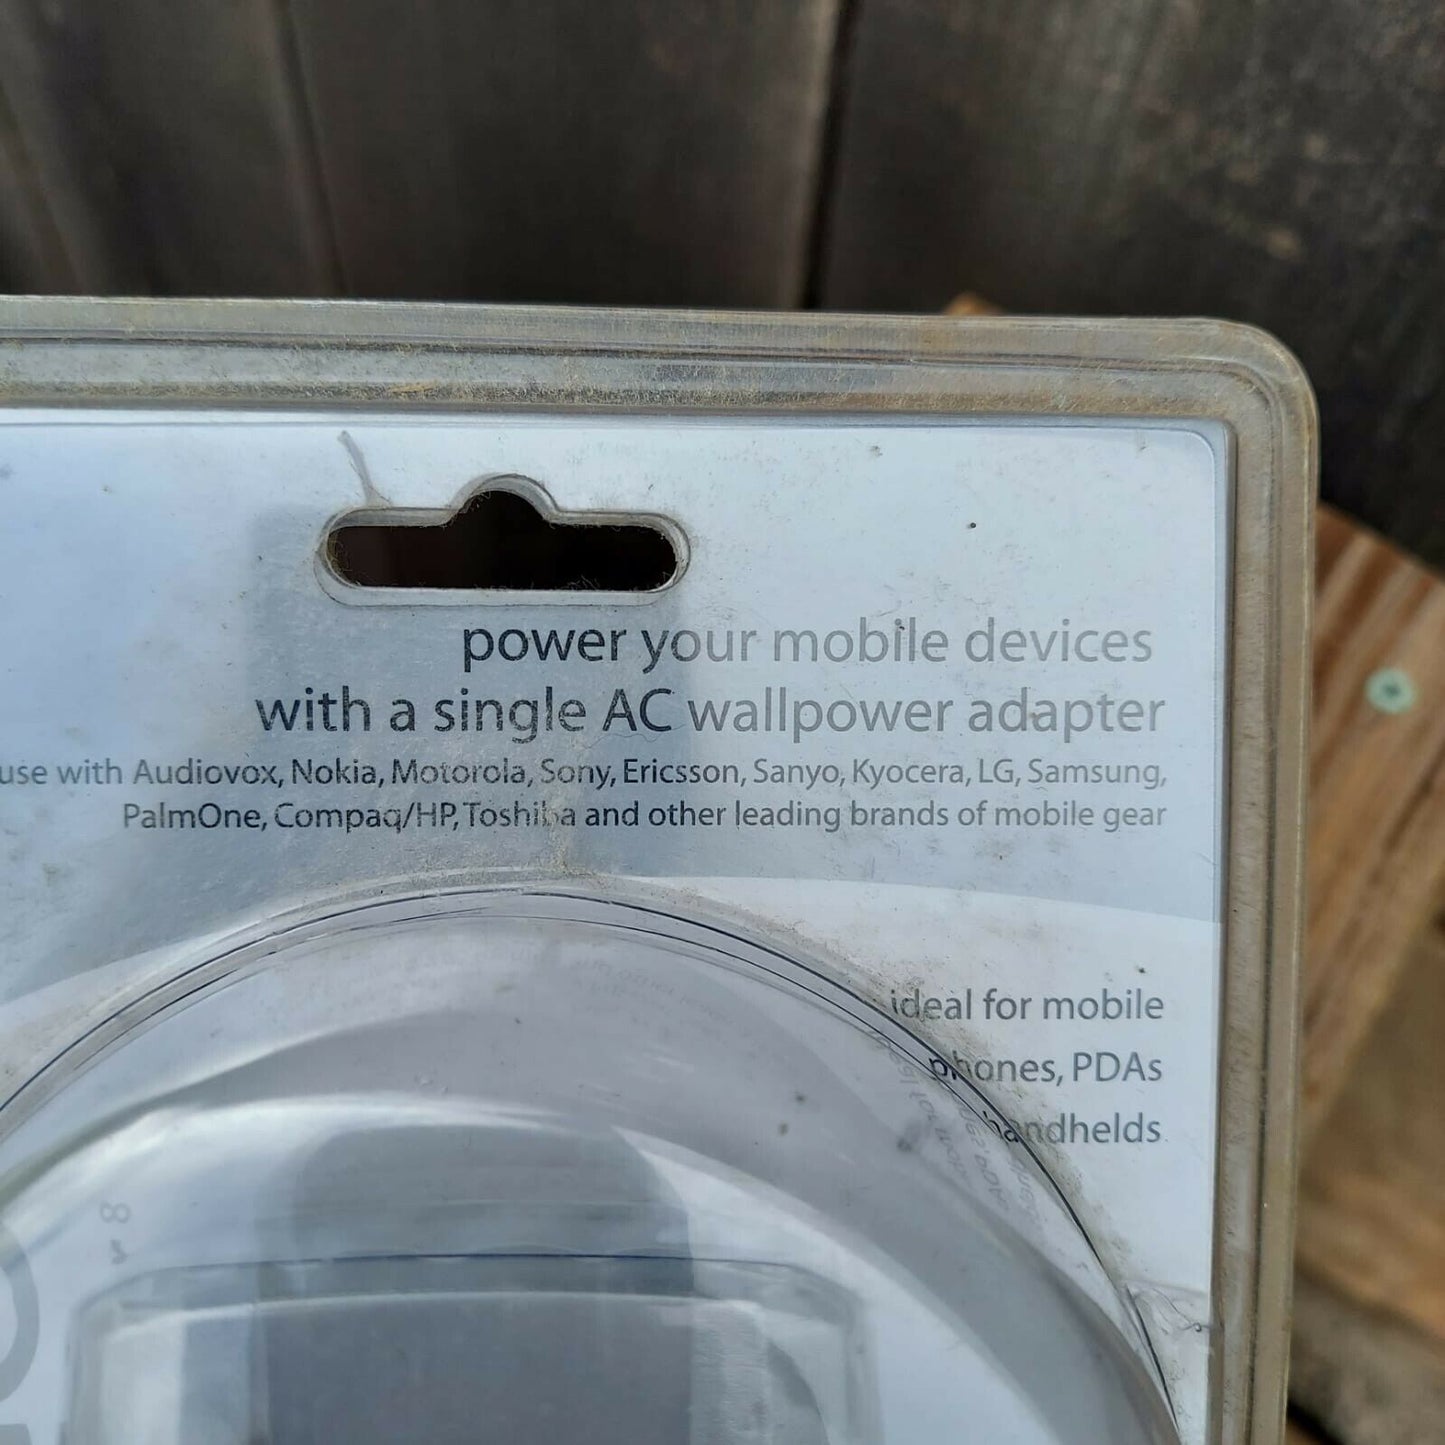 power your mobile devices
with a single AC wallpower adapter
use with Audiovox, Nokia, Motorola, Sony, Ericsson, Sanyo, Kyocera, LG, Samsung,
PalmOne, Compaq/HP, Toshiba and other leading brands of mobile gear
ideal for mobile
phones, PDAs
handhelds